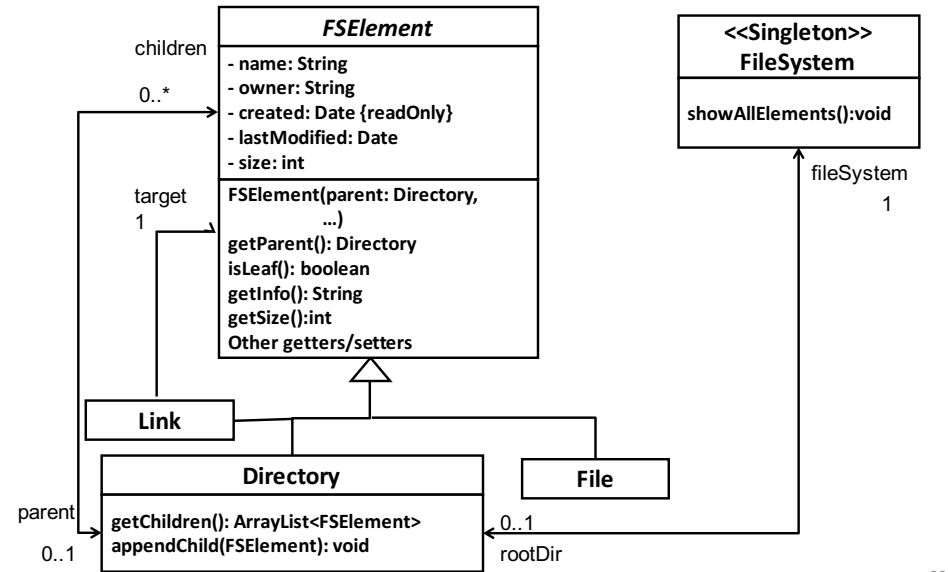 FSElement
- name: String
- owner: String
- created: Date {readOnly}
- lastModified: Date
- size: int
FSElement(parent: Directory,
…)
getParent(): Directory
isLeaf(): boolean
getInfo(): String
getSize():int
Other getters/setters
children
0..*
target
1
<<Singleton>>
FileSystem
showAllElements():void
fileSystem
1
Link
Directory
getChildren(): ArrayList<FSElement>
appendChild(FSElement): void
File
parent
0..1
0..1
rootDir